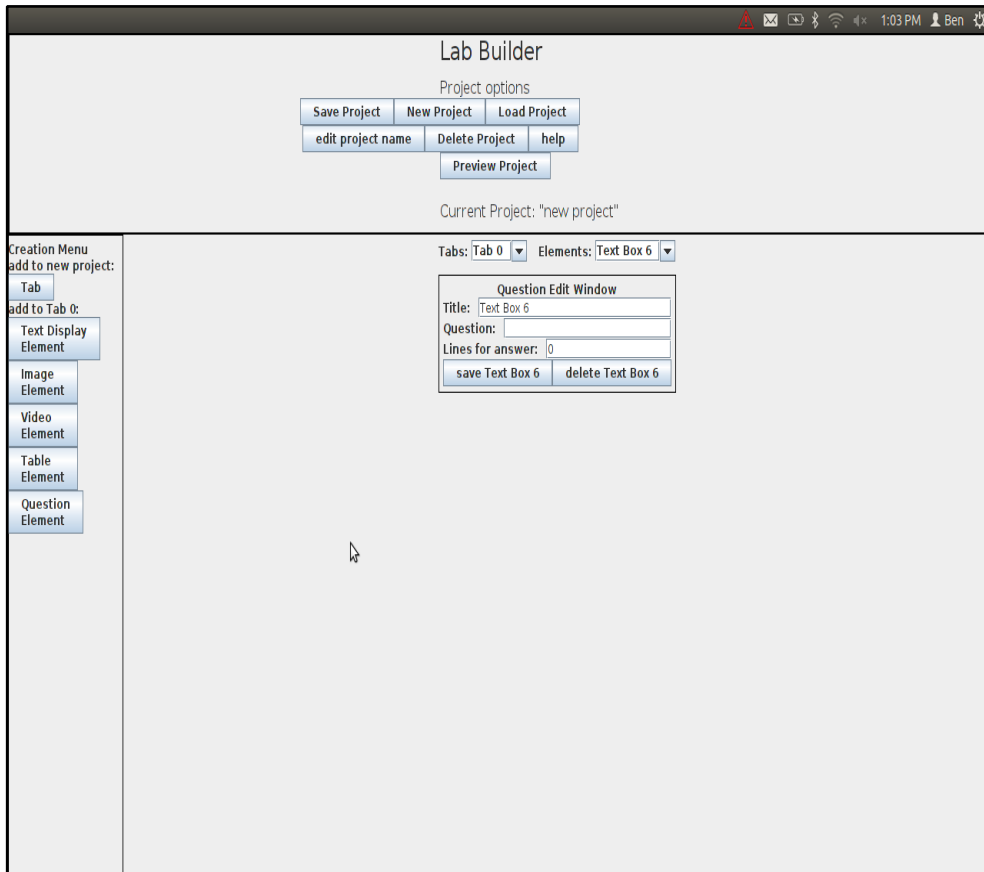 1:03 PM Ben
Lab Builder
Project options
Save Project New Project Load Project
edit project name Delete Project help
Preview Project
Current Project: "new project"
Creation Menu
add to new project:
Tab
add to Tab 0:
Text Display
Element
Image
Element
Video
Element
Table
Element
Question
Element
Tabs: Tab 0 Elements: Text Box 6
Question Edit Window
Title: Text Box 6
Question:
Lines for answer: 0
save Text Box 6 delete Text Box 6